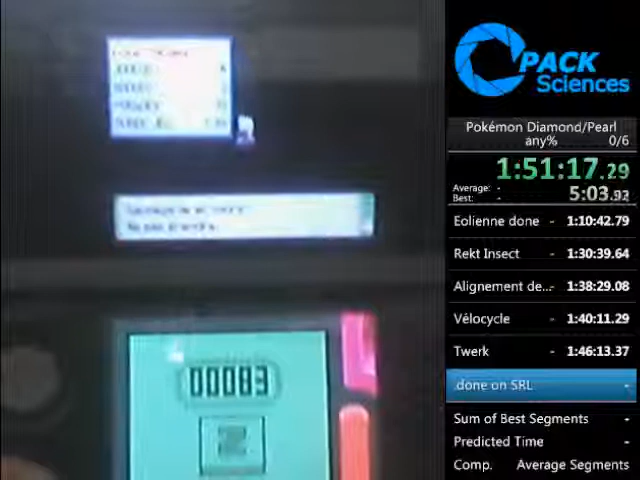 PACK
Sciences
Pokémon Diamond/Pearl
any% 0/6
1:51:17.29
Average: -
Best: - 5:03.92
Eolienne done - 1:10:42.79
Rekt Insect - 1:30:39.64
Alignement de... - 1:38:29.08
Vélocycle - 1:40:11.29
Twerk - 1:46:13.37
.done on SRL -
Sum of Best Segments -
Predicted Time -
Comp. Average Segments
00083